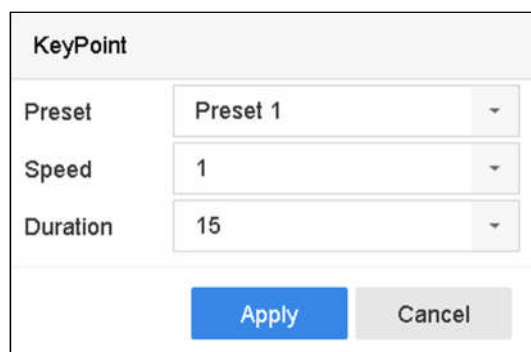 KeyPoint
Preset Preset 1
Speed 1
Duration 15
Apply Cancel